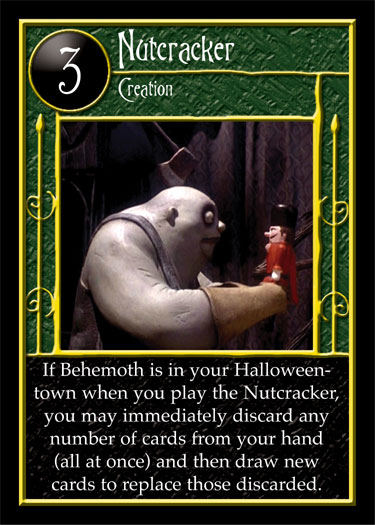 3
Nutcracker
Creation
If Behemoth is in your Halloween-
town when you play the Nutcracker,
you may immediately discard any
number of cards from your hand
(all at once) and then draw new
cards to replace those discarded.